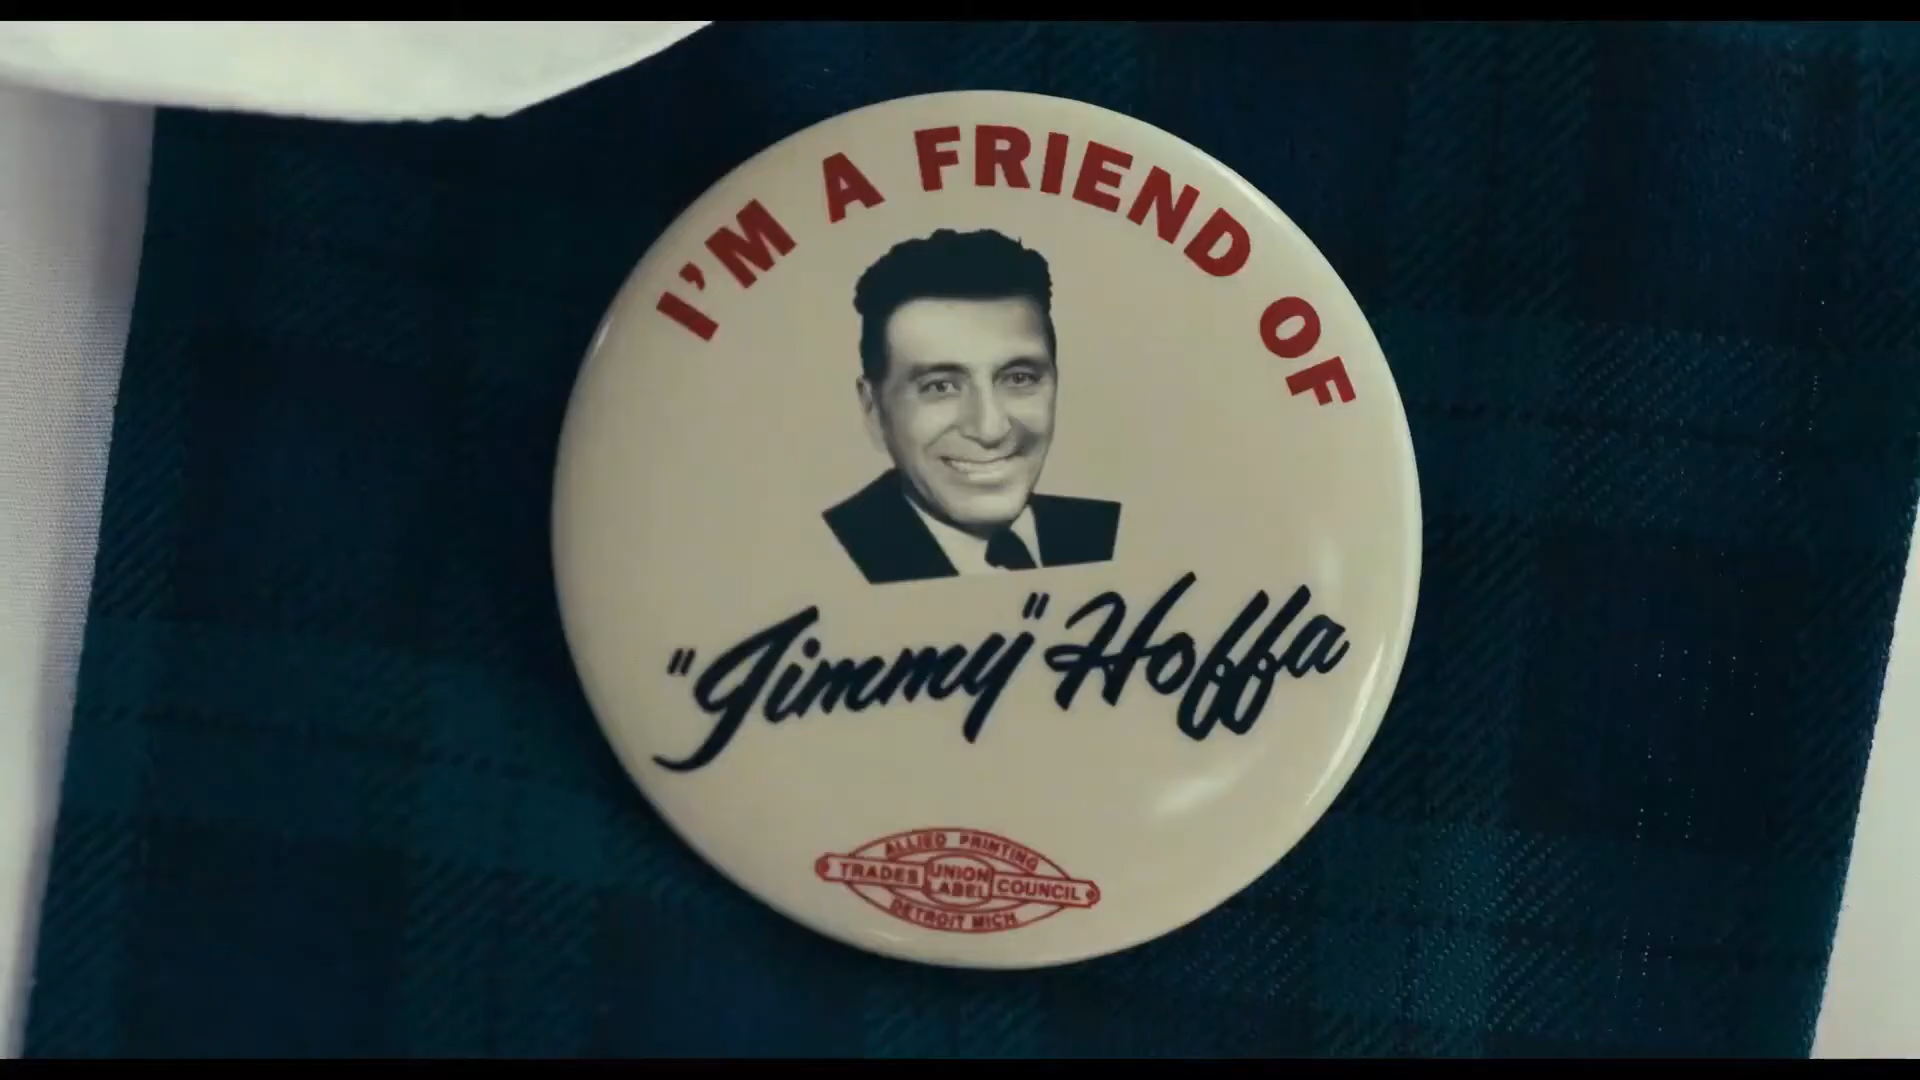 I'M A FRIEND OF
"Jimmy" Hoffa
ALLIED PRINTING
TRADES UNION LABEL COUNCIL
DETROIT MICH